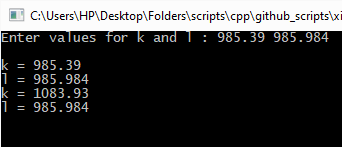 C:\Users\HP\Desktop\Folders\scripts\cpp\github_scripts\xi
Enter values for k and l : 985.39 985.984
k = 985.39
l = 985.984
k = 1083.93
l = 985.984